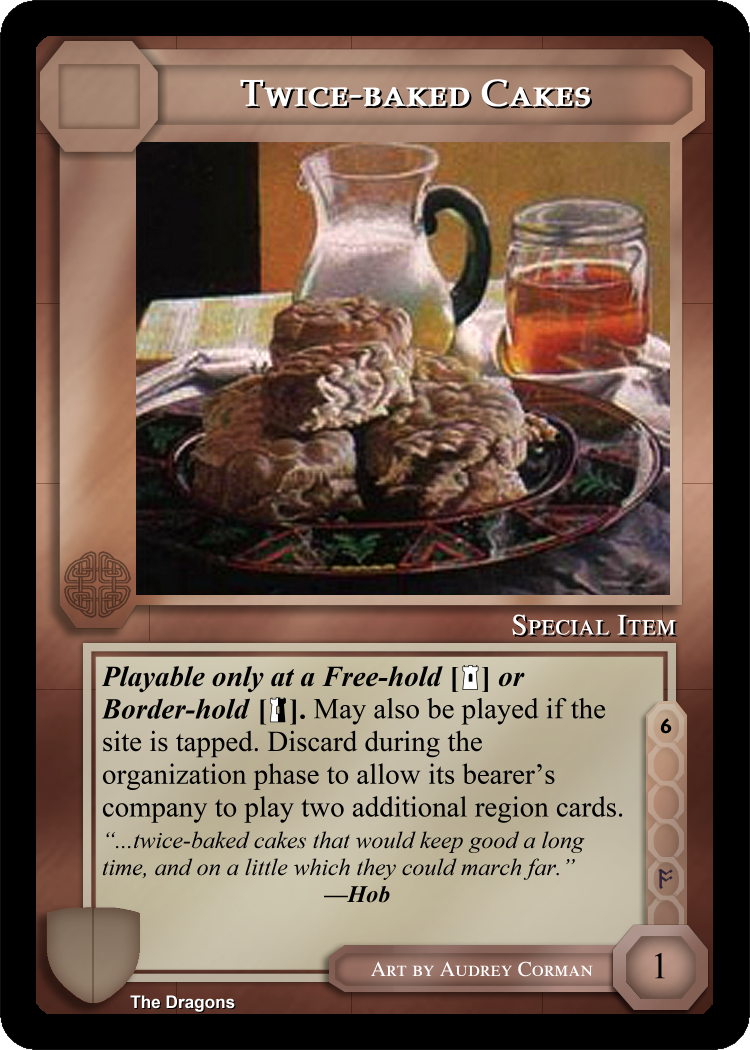 Twice-baked Cakes
Special Item
Playable only at a Free-hold [] or
Border-hold []. May also be played if the
site is tapped. Discard during the
organization phase to allow its bearer's
company to play two additional region cards.
“...twice-baked cakes that would keep good a long
time, and on a little which they could march far.”
—Hob
6
Art by Audrey Corman
1
The Dragons